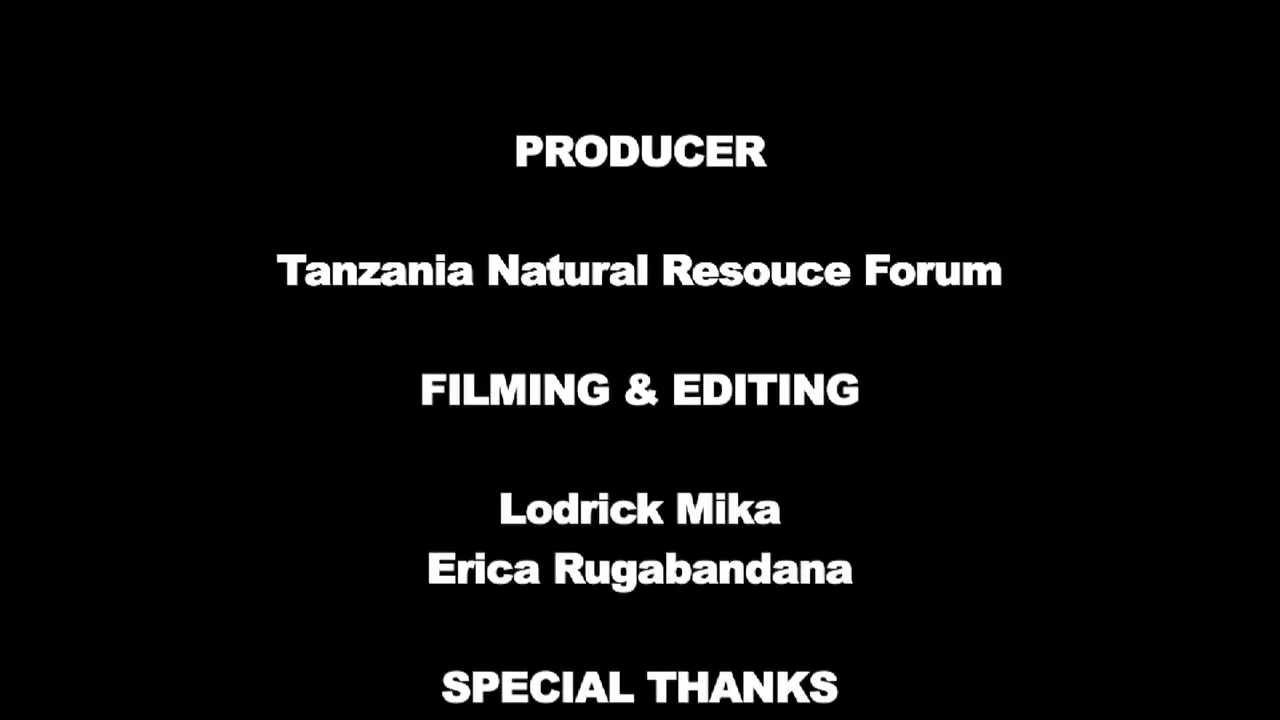 PRODUCER
Tanzania Natural Resouce Forum
FILMING & EDITING
Lodrick Mika
Erica Rugabandana
SPECIAL THANKS